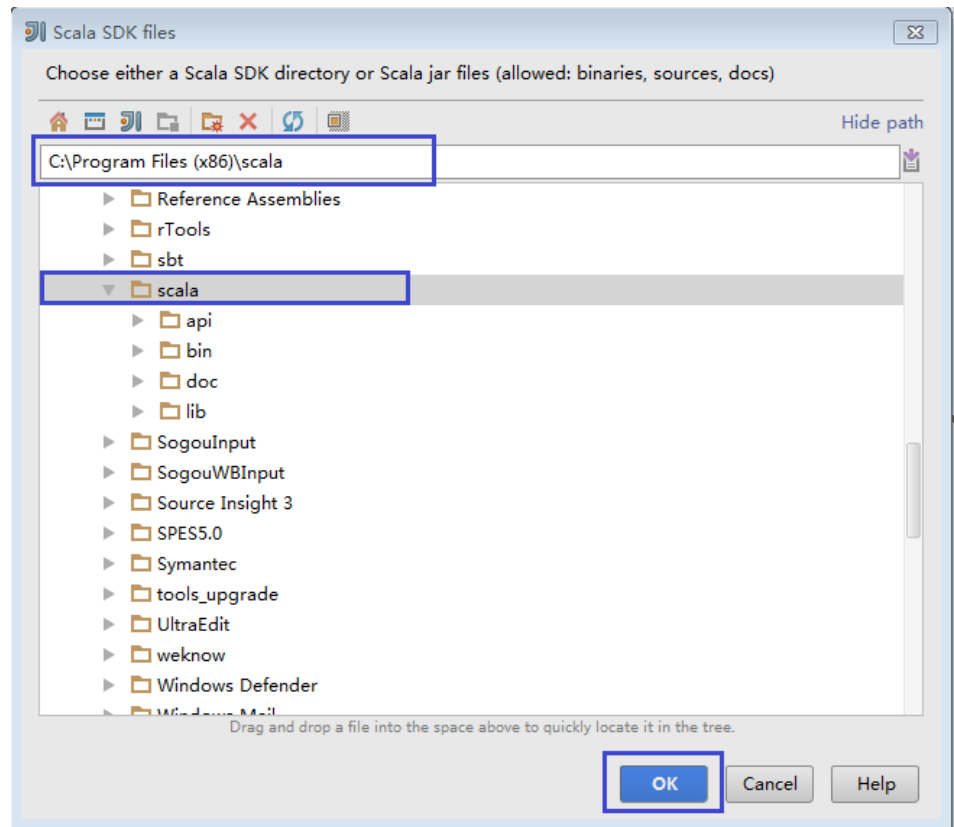 Scala SDK files
Choose either a Scala SDK directory or Scala jar files (allowed: binaries, sources, docs)
Hide path
C:\Program Files (x86)\scala
Reference Assemblies
rTools
sbt
scala
api
bin
doc
lib
SogouInput
SogouWBInput
Source Insight 3
SPES5.0
Symantec
tools_upgrade
UltraEdit
weknow
Windows Defender
Windows Mail
Drag and drop a file into the space above to quickly locate it in the tree.
OK
Cancel
Help